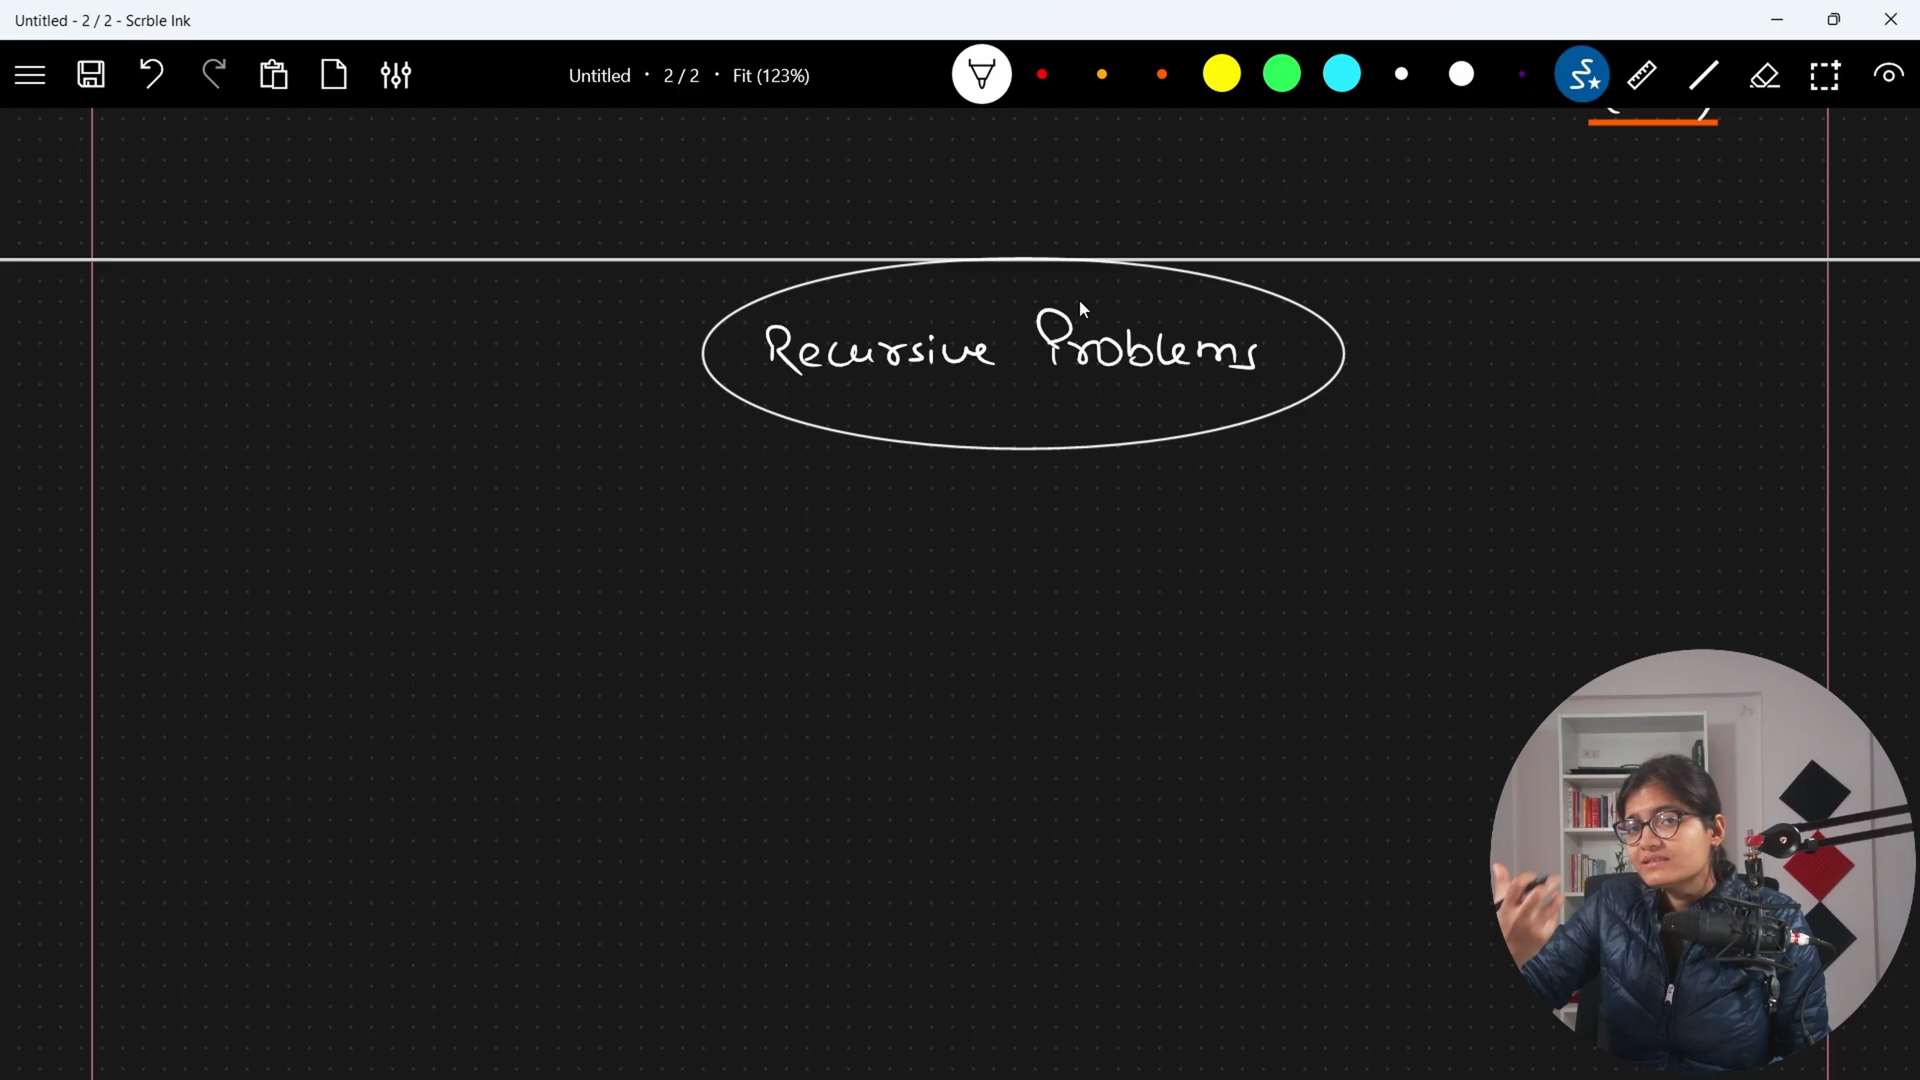 Untitled - 2 / 2 - Scrble Ink
Untitled • 2 / 2 • Fit (123%)
Recursive Problems